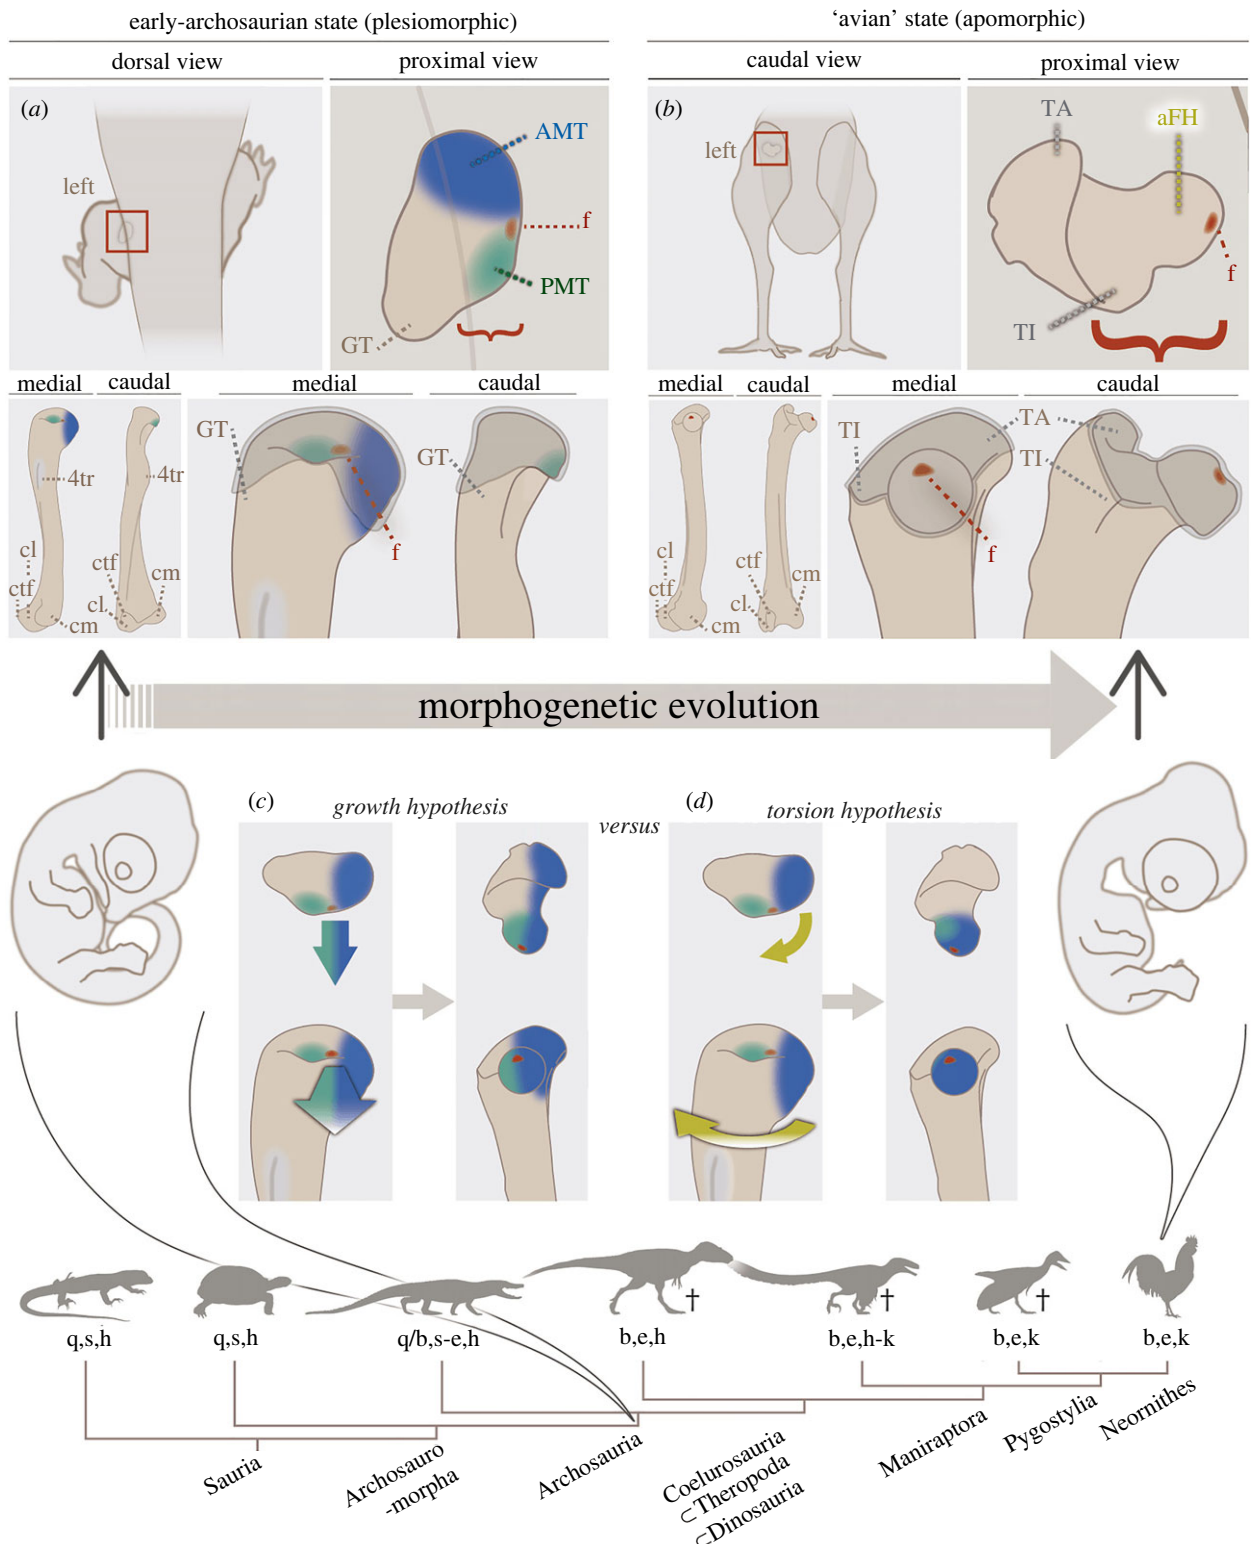 early-archosaurian state (plesiomorphic)
‘avian’ state (apomorphic)
dorsal view
proximal view
caudal view
proximal view
(a)
left
AMT
f
PMT
GT
(b)
left
TA
aFH
f
TI
medial
caudal
medial
caudal
medial
caudal
medial
caudal
4tr
4tr
cl
ctf
cm
ctf
cl
cm
GT
f
GT
cl
ctf
cm
ctf
cl
cm
TI
f
TA
TI
morphogenetic evolution
(c)
growth hypothesis
versus
(d)
torsion hypothesis
†
†
†
q,s,h
q,s,h
q/b,s-e,h
b,e,h
b,e,h-k
b,e,k
b,e,k
Sauria
Archosauro
-morpha
Archosauria
Coelurosauria
⊂Theropoda
⊂Dinosauria
Maniraptora
Pygostylia
Neornithes